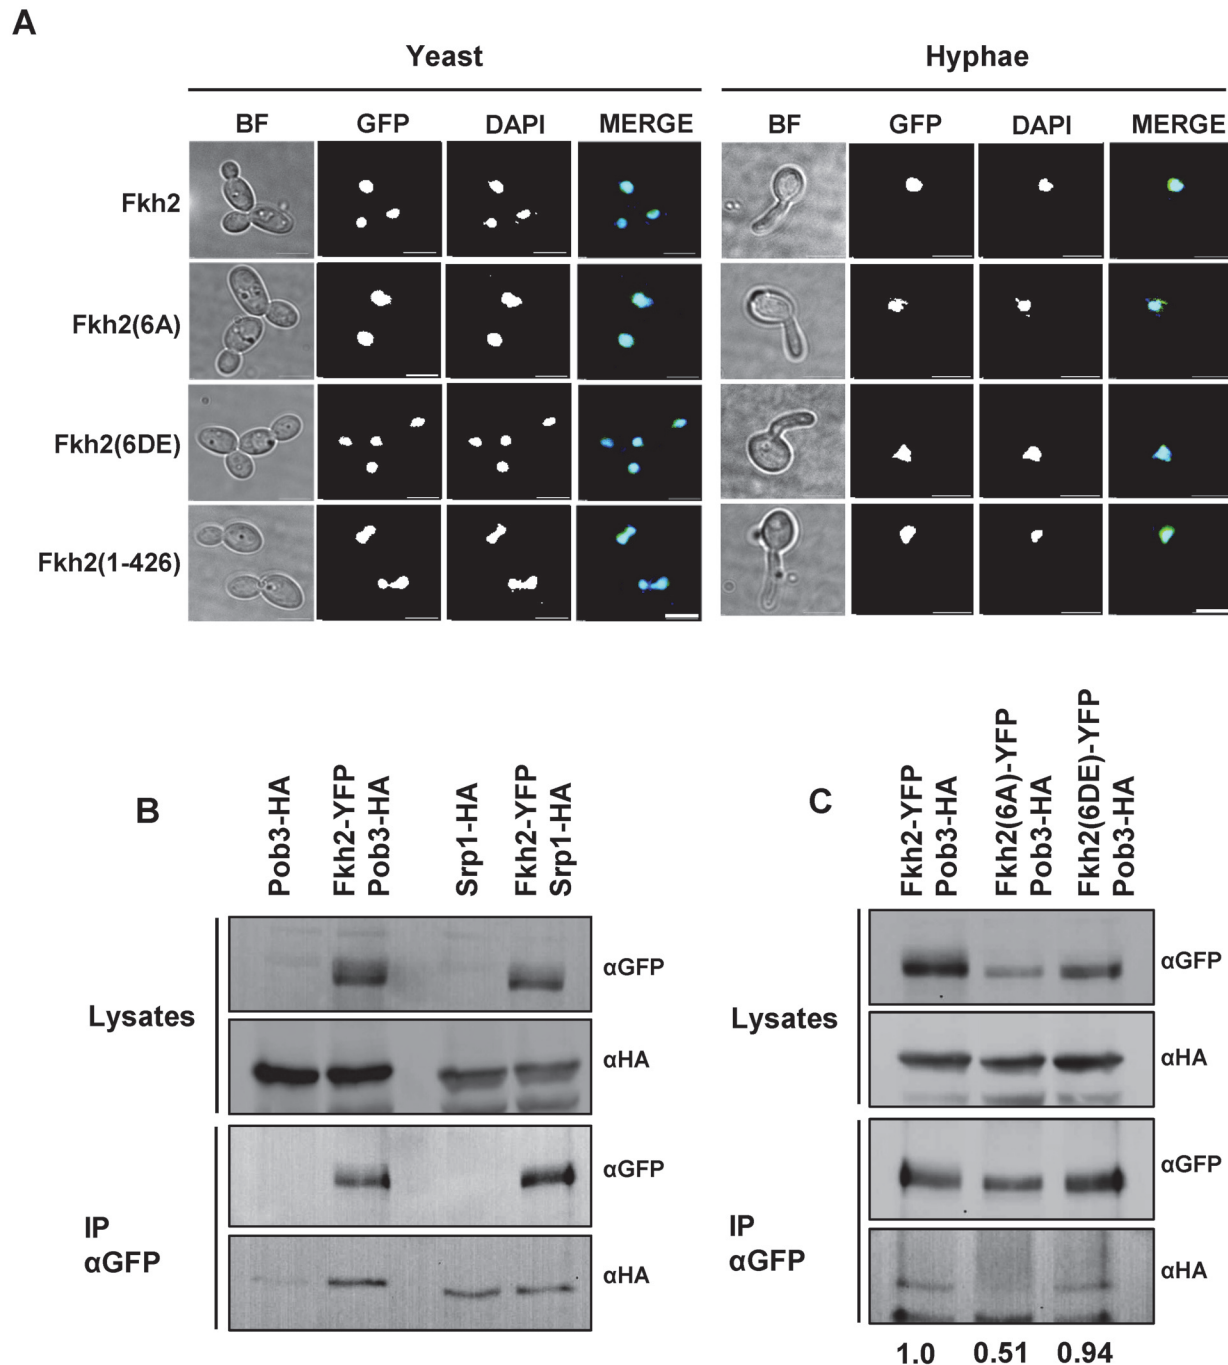 A
Yeast
Hyphae
BF GFP DAPI MERGE BF GFP DAPI MERGE
Fkh2
Fkh2(6A)
Fkh2(6DE)
Fkh2(1-426)
B
Pob3-HA
Fkh2-YFP
Pob3-HA
Srp1-HA
Fkh2-YFP
Srp1-HA
Lysates
αGFP
αHA
IP
αGFP
αGFP
αHA
C
Fkh2-YFP
Pob3-HA
Fkh2(6A)-YFP
Pob3-HA
Fkh2(6DE)-YFP
Pob3-HA
Lysates
αGFP
αHA
IP
αGFP
αGFP
αHA
1.0 0.51 0.94